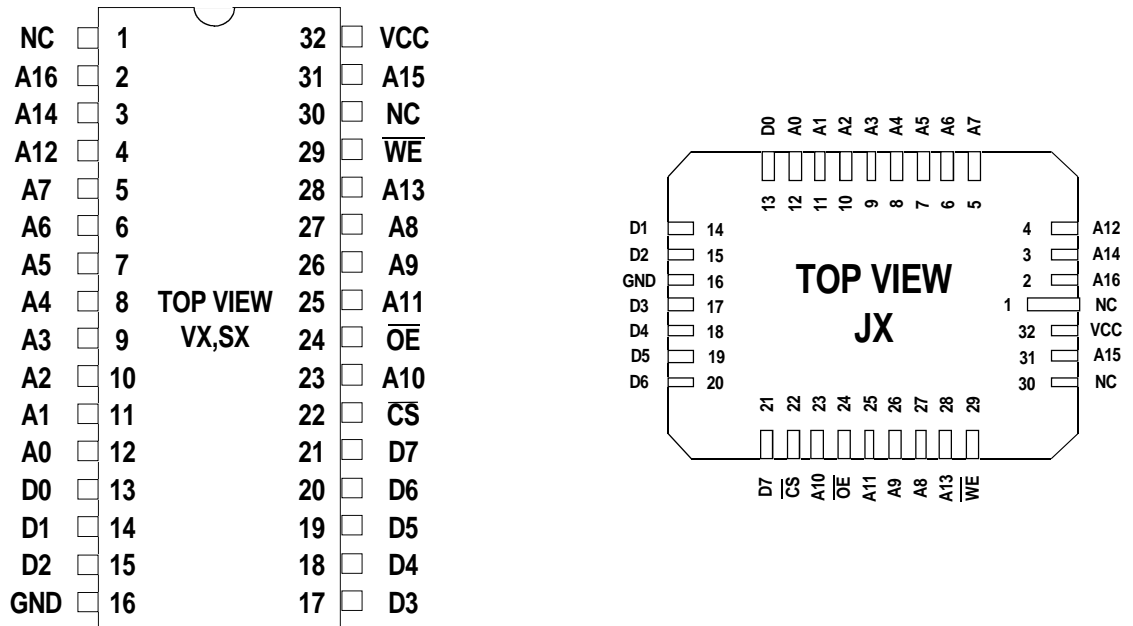 NC 1 32 VCC
A16 2 31 A15
A14 3 30 NC
A12 4 29 W̅E̅
A7 5 28 A13
A6 6 27 A8
A5 7 26 A9
A4 8 TOP VIEW 25 A11
VX,SX
A3 9 24 O̅E̅
A2 10 23 A10
A1 11 22 C̅S̅
A0 12 21 D7
D0 13 20 D6
D1 14 19 D5
D2 15 18 D4
GND 16 17 D3
D0 A0 A1 A2 A3 A4 A5 A6 A7
13 12 11 10 9 8 7 6 5
D1 14 4 A12
D2 15 3 A14
GND 16 2 A16
TOP VIEW
D3 17 1 NC
JX
D4 18 32 VCC
D5 19 31 A15
D6 20 30 NC
21 22 23 24 25 26 27 28 29
D7 C̅S̅ A10 O̅E̅ A11 A9 A8 A13 W̅E̅